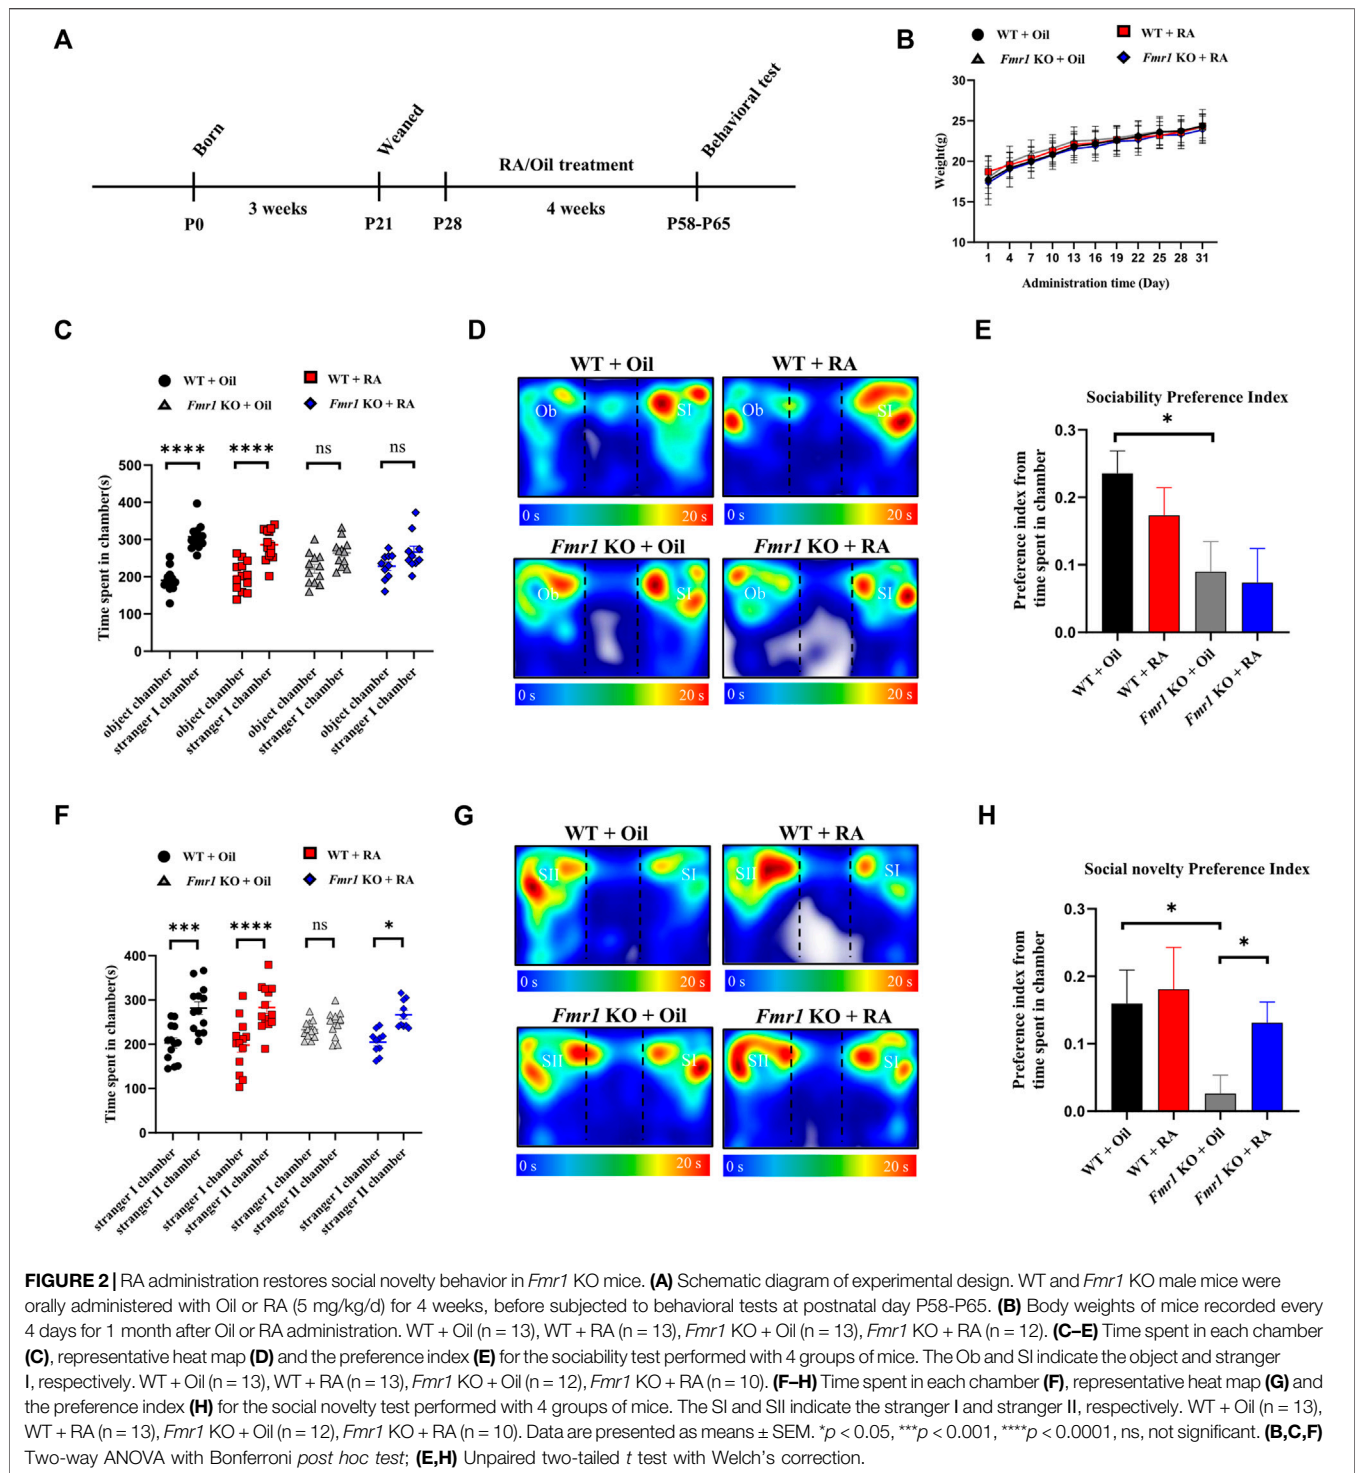 A
Born
Weaned
Behavioral test
RA/Oil treatment
3 weeks
4 weeks
P0
P21
P28
P58-P65
B
WT + Oil
WT + RA
Fmr1 KO + Oil
Fmr1 KO + RA
Weight(g)
30
25
20
15
10
1 4 7 10 13 16 19 22 25 28 31
Administration time (Day)
C
WT + Oil
WT + RA
Fmr1 KO + Oil
Fmr1 KO + RA
**** **** ns ns
Time spent in chamber(s)
500
400
300
200
100
0
object chamber
stranger I chamber
object chamber
stranger I chamber
object chamber
stranger I chamber
object chamber
stranger I chamber
D
WT + Oil
WT + RA
Ob SI
Ob SI
0 s 20 s
0 s 20 s
Fmr1 KO + Oil
Fmr1 KO + RA
Ob SI
Ob SI
0 s 20 s
0 s 20 s
E
Sociability Preference Index
*
Preference index from
time spent in chamber
0.3
0.2
0.1
0.0
WT + Oil
WT + RA
Fmr1 KO + Oil
Fmr1 KO + RA
F
WT + Oil
WT + RA
Fmr1 KO + Oil
Fmr1 KO + RA
*** **** ns *
Time spent in chamber(s)
400
300
200
100
0
stranger I chamber
stranger II chamber
stranger I chamber
stranger II chamber
stranger I chamber
stranger II chamber
stranger I chamber
stranger II chamber
G
WT + Oil
WT + RA
SII SI
SII SI
0 s 20 s
0 s 20 s
Fmr1 KO + Oil
Fmr1 KO + RA
SII SI
SII SI
0 s 20 s
0 s 20 s
H
Social novelty Preference Index
*
*
Preference index from
time spent in chamber
0.3
0.2
0.1
0.0
WT + Oil
WT + RA
Fmr1 KO + Oil
Fmr1 KO + RA
FIGURE 2 | RA administration restores social novelty behavior in Fmr1 KO mice. (A) Schematic diagram of experimental design. WT and Fmr1 KO male mice were
orally administered with Oil or RA (5 mg/kg/d) for 4 weeks, before subjected to behavioral tests at postnatal day P58-P65. (B) Body weights of mice recorded every
4 days for 1 month after Oil or RA administration. WT + Oil (n = 13), WT + RA (n = 13), Fmr1 KO + Oil (n = 13), Fmr1 KO + RA (n = 12). (C–E) Time spent in each chamber
(C), representative heat map (D) and the preference index (E) for the sociability test performed with 4 groups of mice. The Ob and SI indicate the object and stranger
I, respectively. WT + Oil (n = 13), WT + RA (n = 13), Fmr1 KO + Oil (n = 12), Fmr1 KO + RA (n = 10). (F–H) Time spent in each chamber (F), representative heat map (G) and
the preference index (H) for the social novelty test performed with 4 groups of mice. The SI and SII indicate the stranger I and stranger II, respectively. WT + Oil (n = 13),
WT + RA (n = 13), Fmr1 KO + Oil (n = 12), Fmr1 KO + RA (n = 10). Data are presented as means ± SEM. *p < 0.05, ***p < 0.001, ****p < 0.0001, ns, not significant. (B,C,F)
Two-way ANOVA with Bonferroni post hoc test; (E,H) Unpaired two-tailed t test with Welch's correction.